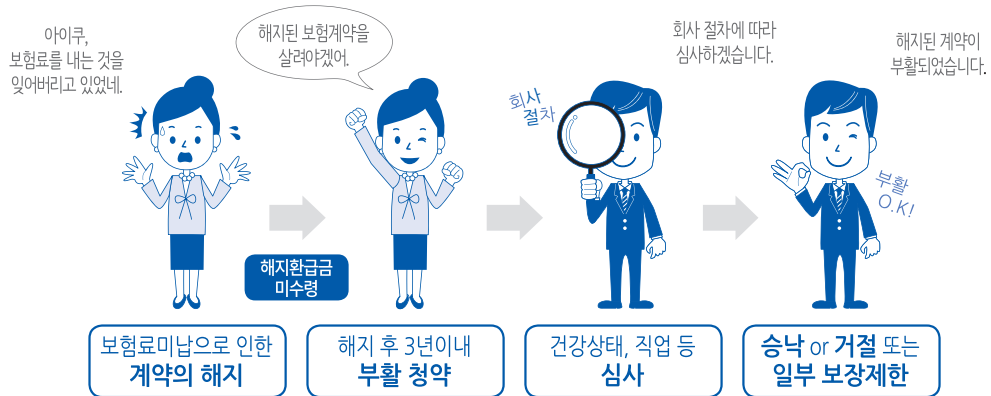 아이쿠,
보험료를 내는 것을
잊어버리고 있었네.
해지된 보험계약을
살려야겠어.
회사 절차에 따라
심사하겠습니다.
해지된 계약이
부활되었습니다.
회사
절차
부활
O.K!
해지환급금
미수령
보험료미납으로 인한
계약의 해지
해지 후 3년이내
부활 청약
건강상태, 직업 등
심사
승낙 or 거절 또는
일부 보장제한